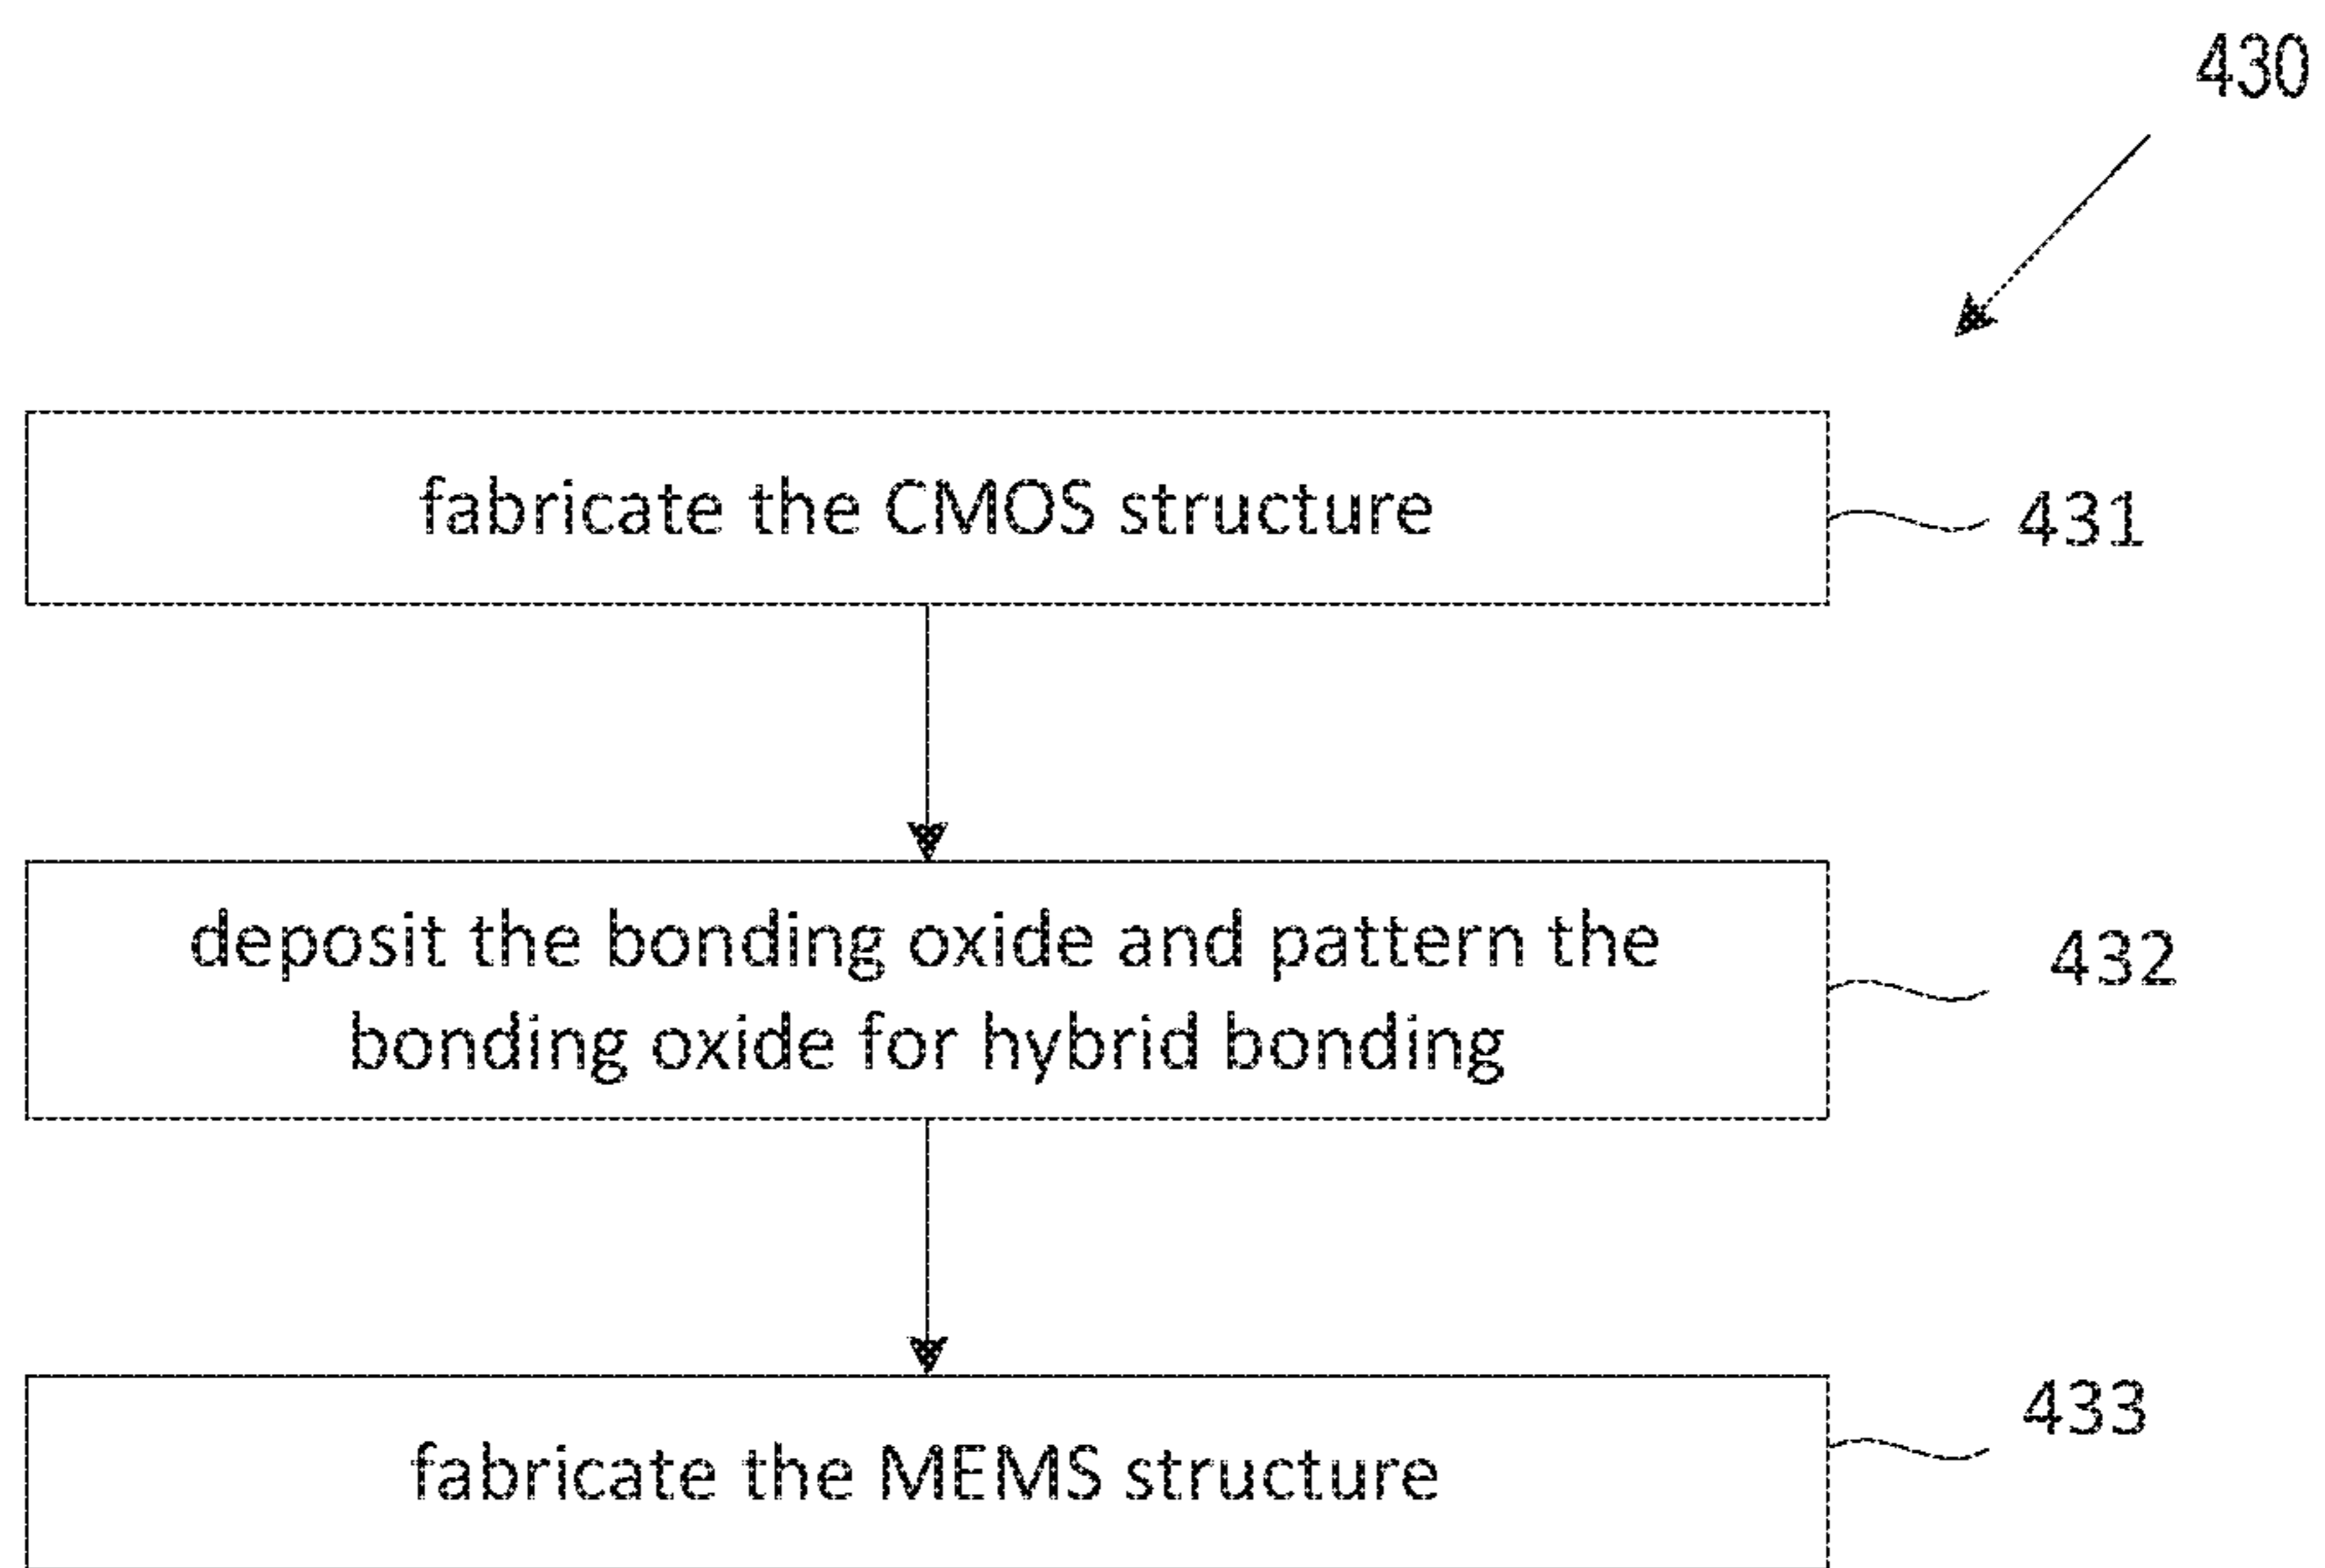 430
fabricate the CMOS structure
431
deposit the bonding oxide and pattern the
bonding oxide for hybrid bonding
432
fabricate the MEMS structure
433